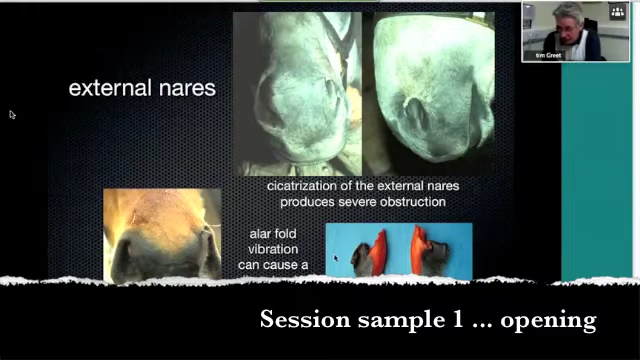 external nares
tim Greet
cicatrization of the external nares
produces severe obstruction
alar fold
vibration
can cause a
Session sample 1 ... opening